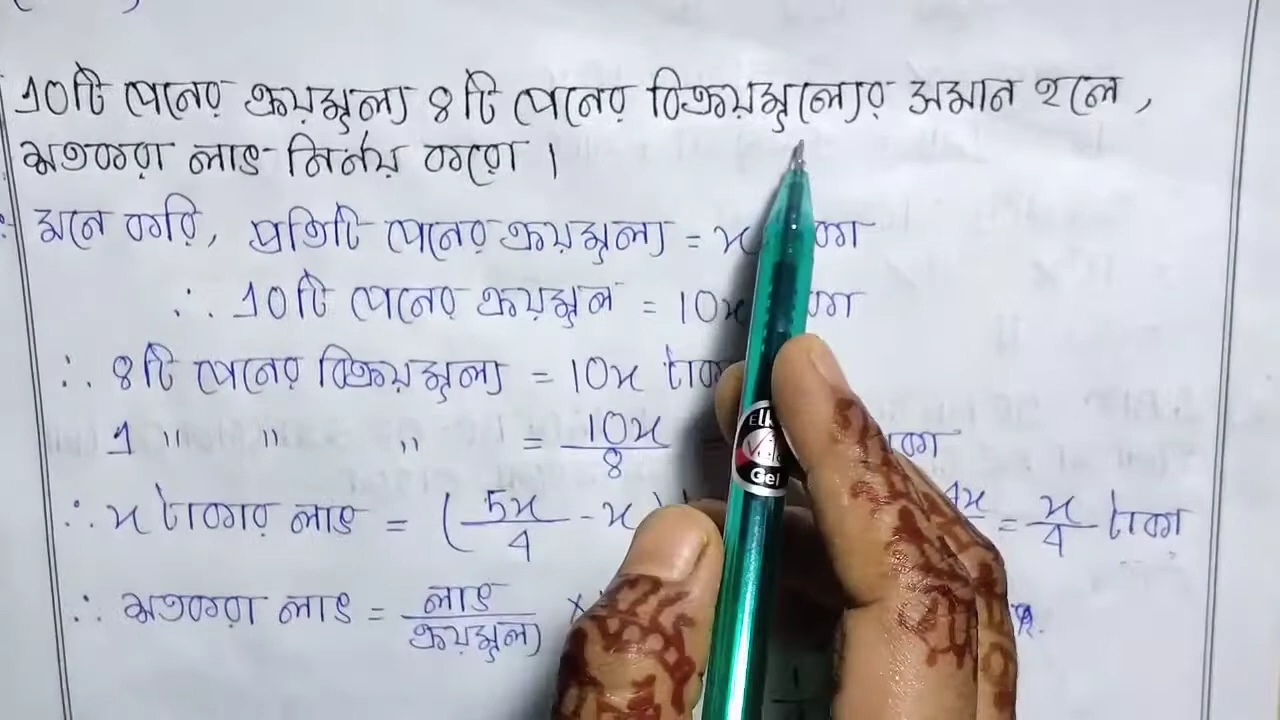 10টি পেনের ক্রয়মূল্য 8টি পেনের বিক্রয়মূল্যের সমান হলে,
শতকরা লাভ নির্ণয় করো।
মনে করি, প্রতিটি পেনের ক্রয়মূল্য = x টাকা
∴ 10টি পেনের ক্রয়মূল্য = 10x টাকা
∴ 8টি পেনের বিক্রয়মূল্য = 10x টাকা
1 " " " = 10x/8 টাকা
∴ x টাকার লাভ = (5x/4 - x) = x/4 টাকা
∴ শতকরা লাভ = লাভ/ক্রয়মূল্য ×
Gel